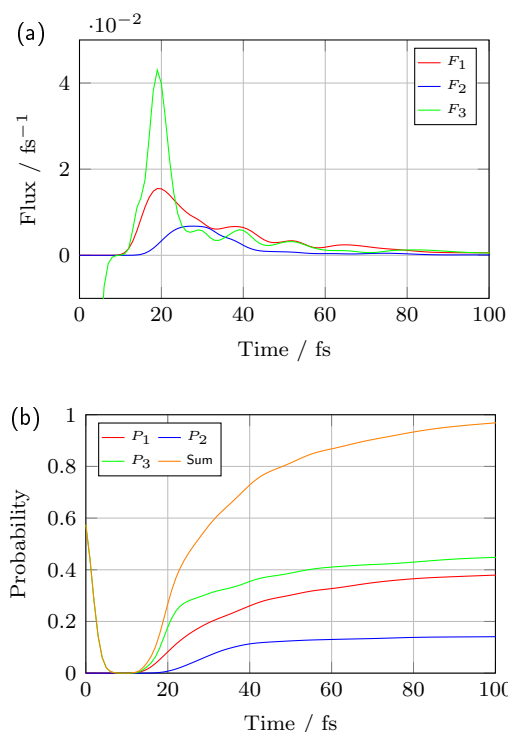 (a)
·10⁻²
F₁
F₂
F₃
4
2
0
Flux / fs⁻¹
0 20 40 60 80 100
Time / fs
(b)
P₁ P₂
P₃ Sum
1
0.8
0.6
0.4
0.2
0
Probability
0 20 40 60 80 100
Time / fs